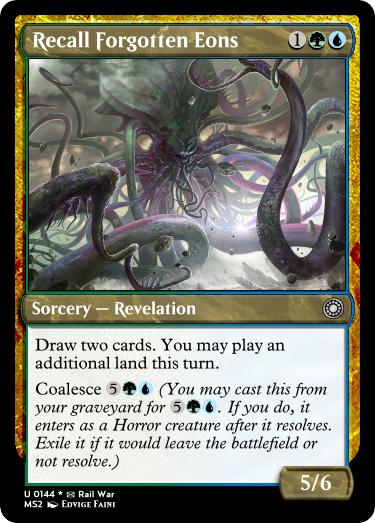 Recall Forgotten Eons 1
Sorcery — Revelation
Draw two cards. You may play an
additional land this turn.
Coalesce 5 (You may cast this from
your graveyard for 5. If you do, it
enters as a Horror creature after it resolves.
Exile it if it would leave the battlefield or
not resolve.)
5/6
U 0144 * Rail War
MS2 Edvige Faini